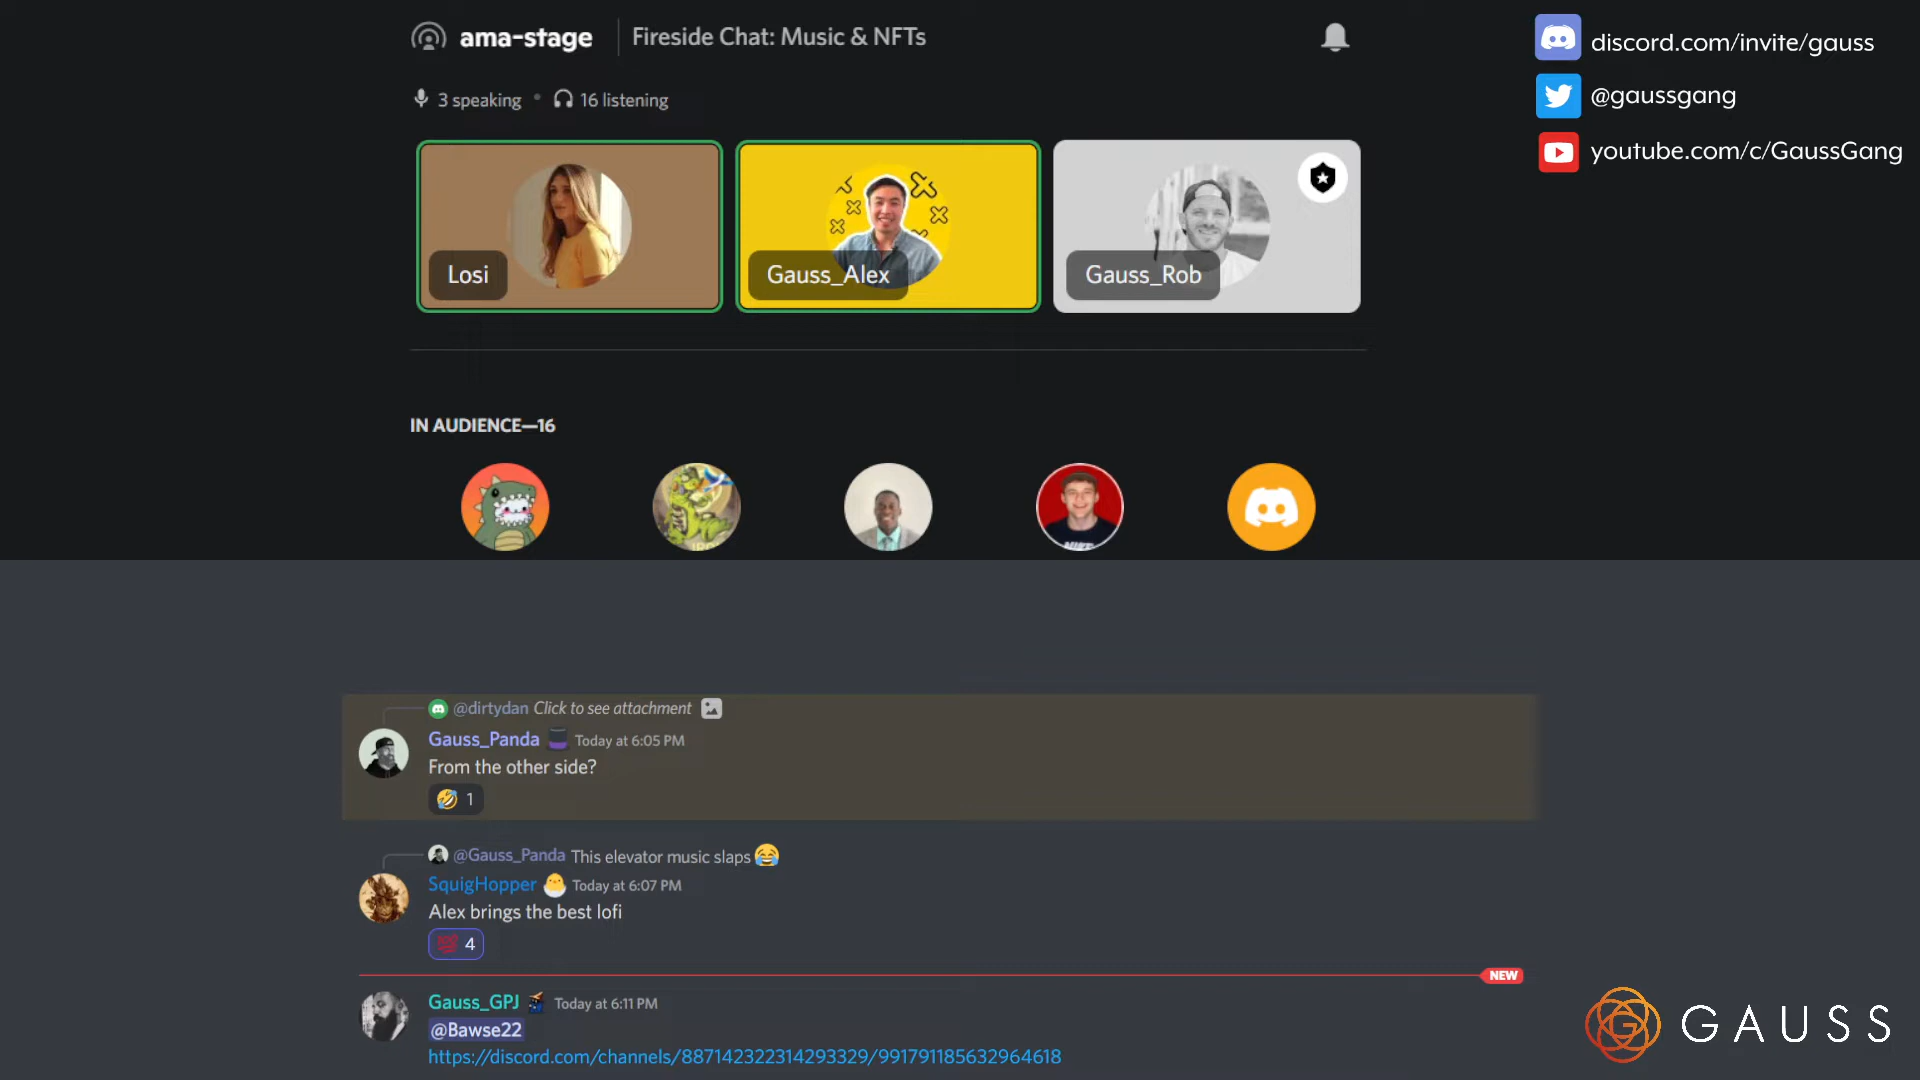 ama-stage
Fireside Chat: Music & NFTs
3 speaking • 16 listening
discord.com/invite/gauss
@gaussgang
youtube.com/c/GaussGang
Losi
Gauss_Alex
Gauss_Rob
IN AUDIENCE—16
@dirtydan Click to see attachment
Gauss_Panda Today at 6:05 PM
From the other side?
1
@Gauss_Panda This elevator music slaps 😂
SquigHopper Today at 6:07 PM
Alex brings the best lofi
💯 4
NEW
Gauss_GPJ Today at 6:11 PM
@Bawse22
https://discord.com/channels/887142322314293329/991791185632964618
GAUSS